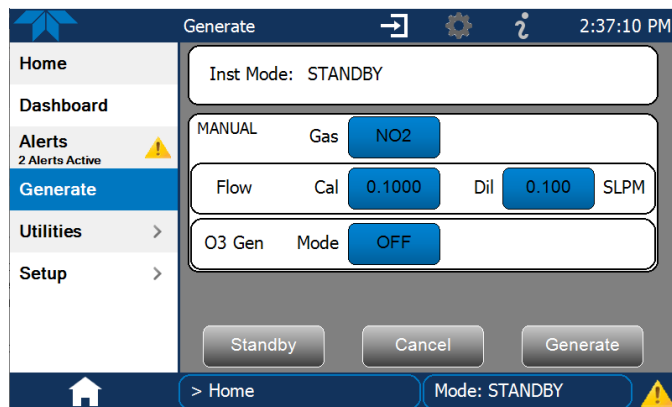 Generate 2:37:10 PM
Home
Dashboard
Alerts
2 Alerts Active
Generate
Utilities >
Setup >
Inst Mode: STANDBY
MANUAL Gas NO2
Flow Cal 0.1000 Dil 0.100 SLPM
O3 Gen Mode OFF
Standby Cancel Generate
> Home Mode: STANDBY